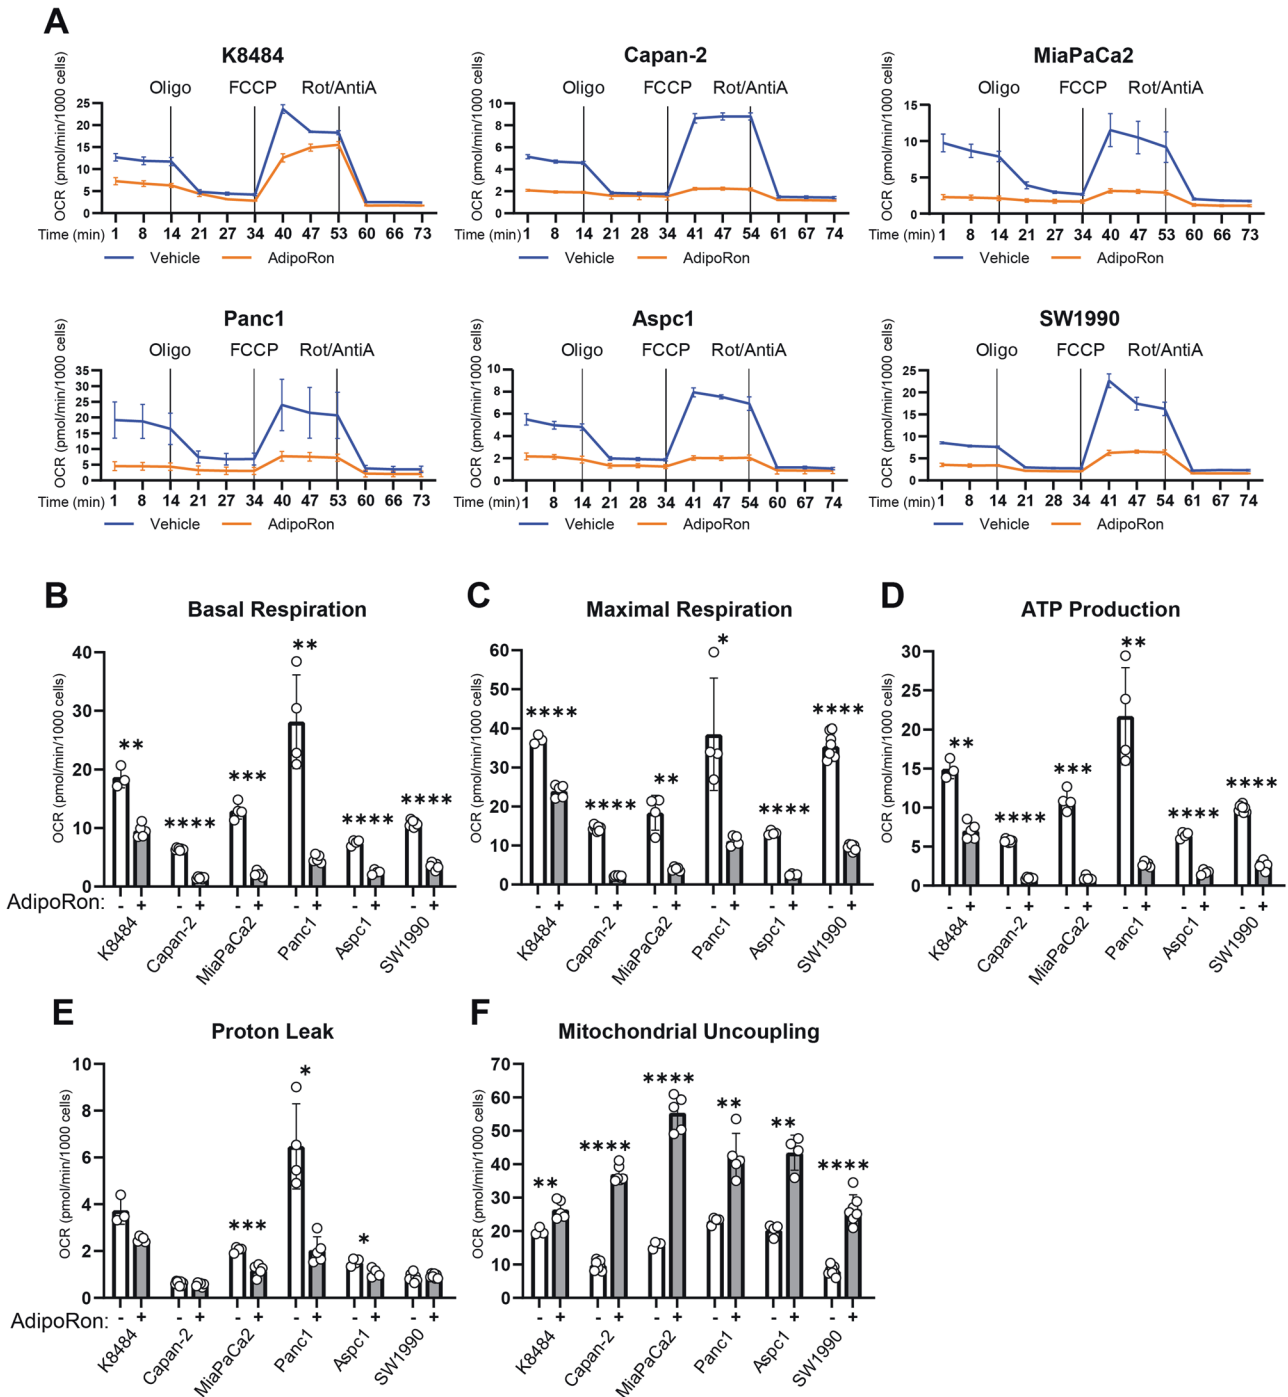 A
K8484
Capan-2
MiaPaCa2
Oligo FCCP Rot/AntiA
Oligo FCCP Rot/AntiA
Oligo FCCP Rot/AntiA
OCR (pmol/min/1000 cells)
25
20
15
10
5
0
OCR (pmol/min/1000 cells)
10
8
6
4
2
0
OCR (pmol/min/1000 cells)
15
10
5
0
Time (min) 1 8 14 21 27 34 40 47 53 60 66 73
Time (min) 1 8 14 21 28 34 41 47 54 61 67 74
Time (min) 1 8 14 21 27 34 40 47 53 60 66 73
Vehicle AdipoRon
Vehicle AdipoRon
Vehicle AdipoRon
Panc1
Aspc1
SW1990
Oligo FCCP Rot/AntiA
Oligo FCCP Rot/AntiA
Oligo FCCP Rot/AntiA
OCR (pmol/min/1000 cells)
35
30
25
20
15
10
5
0
OCR (pmol/min/1000 cells)
10
8
6
4
2
0
OCR (pmol/min/1000 cells)
25
20
15
10
5
0
Time (min) 1 8 14 21 27 34 40 47 53 60 66 73
Time (min) 1 8 14 21 28 34 41 47 54 61 67 74
Time (min) 1 8 14 21 28 34 41 47 54 61 67 74
Vehicle AdipoRon
Vehicle AdipoRon
Vehicle AdipoRon
B
Basal Respiration
OCR (pmol/min/1000 cells)
40
30
20
10
0
** **** *** ** **** ****
AdipoRon: - + - + - + - + - + - +
K8484 Capan-2 MiaPaCa2 Panc1 Aspc1 SW1990
C
Maximal Respiration
OCR (pmol/min/1000 cells)
60
50
40
30
20
10
0
**** **** ** * **** ****
- + - + - + - + - + - +
K8484 Capan-2 MiaPaCa2 Panc1 Aspc1 SW1990
D
ATP Production
OCR (pmol/min/1000 cells)
30
25
20
15
10
5
0
** **** *** ** **** ****
- + - + - + - + - + - +
K8484 Capan-2 MiaPaCa2 Panc1 Aspc1 SW1990
E
Proton Leak
OCR (pmol/min/1000 cells)
10
8
6
4
2
0
*** * *
AdipoRon: - + - + - + - + - + - +
K8484 Capan-2 MiaPaCa2 Panc1 Aspc1 SW1990
F
Mitochondrial Uncoupling
OCR (pmol/min/1000 cells)
70
60
50
40
30
20
10
0
** **** **** ** ** ****
- + - + - + - + - + - +
K8484 Capan-2 MiaPaCa2 Panc1 Aspc1 SW1990